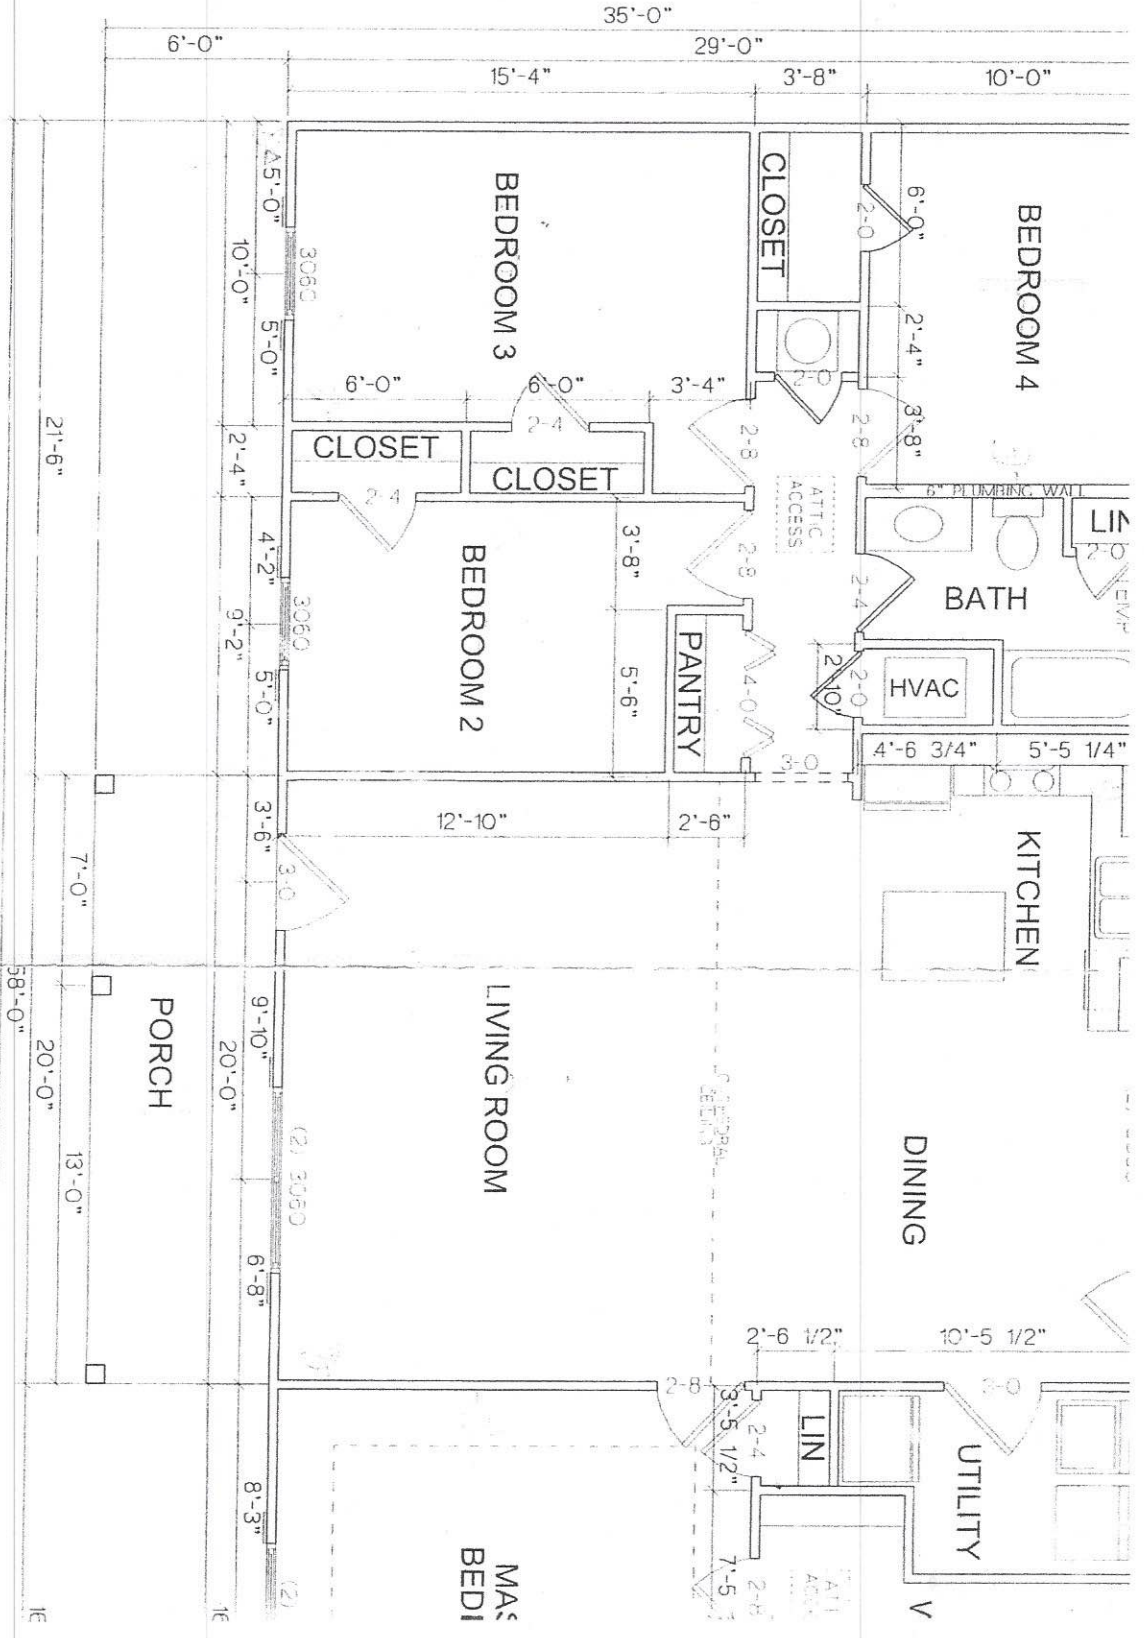 35'-0"
6'-0"
29'-0"
15'-4"
3'-8"
10'-0"
5'-0"
10'-0"
5'-0"
3060
BEDROOM 3
CLOSET
6'-0"
2-0
BEDROOM 4
2'-4"
2-0
3'-8"
6'-0"
6'-0"
3'-4"
2-4
2-8
2-8
21'-6"
2'-4"
CLOSET
CLOSET
2-4
ATTIC
ACCESS
6" PLUMBING WALL
LIN
2-0
4'-2"
9'-2"
5'-0"
3060
BEDROOM 2
3'-8"
2-8
2-4
BATH
5'-6"
PANTRY
4-0
2'-10"
2-0
HVAC
3-0
4'-6 3/4"
5'-5 1/4"
3'-6"
12'-10"
2'-6"
7'-0"
3-0
KITCHEN
58'-0"
20'-0"
13'-0"
PORCH
20'-0"
9'-10"
(2) 3060
6'-8"
LIVING ROOM
DINING
2'-6 1/2"
10'-5 1/2"
2-8
3'-5 1/2"
2-4
LIN
3-0
UTILITY
8'-3"
(2)
7'-5
2-8
MAS
BEDI
V
16
16